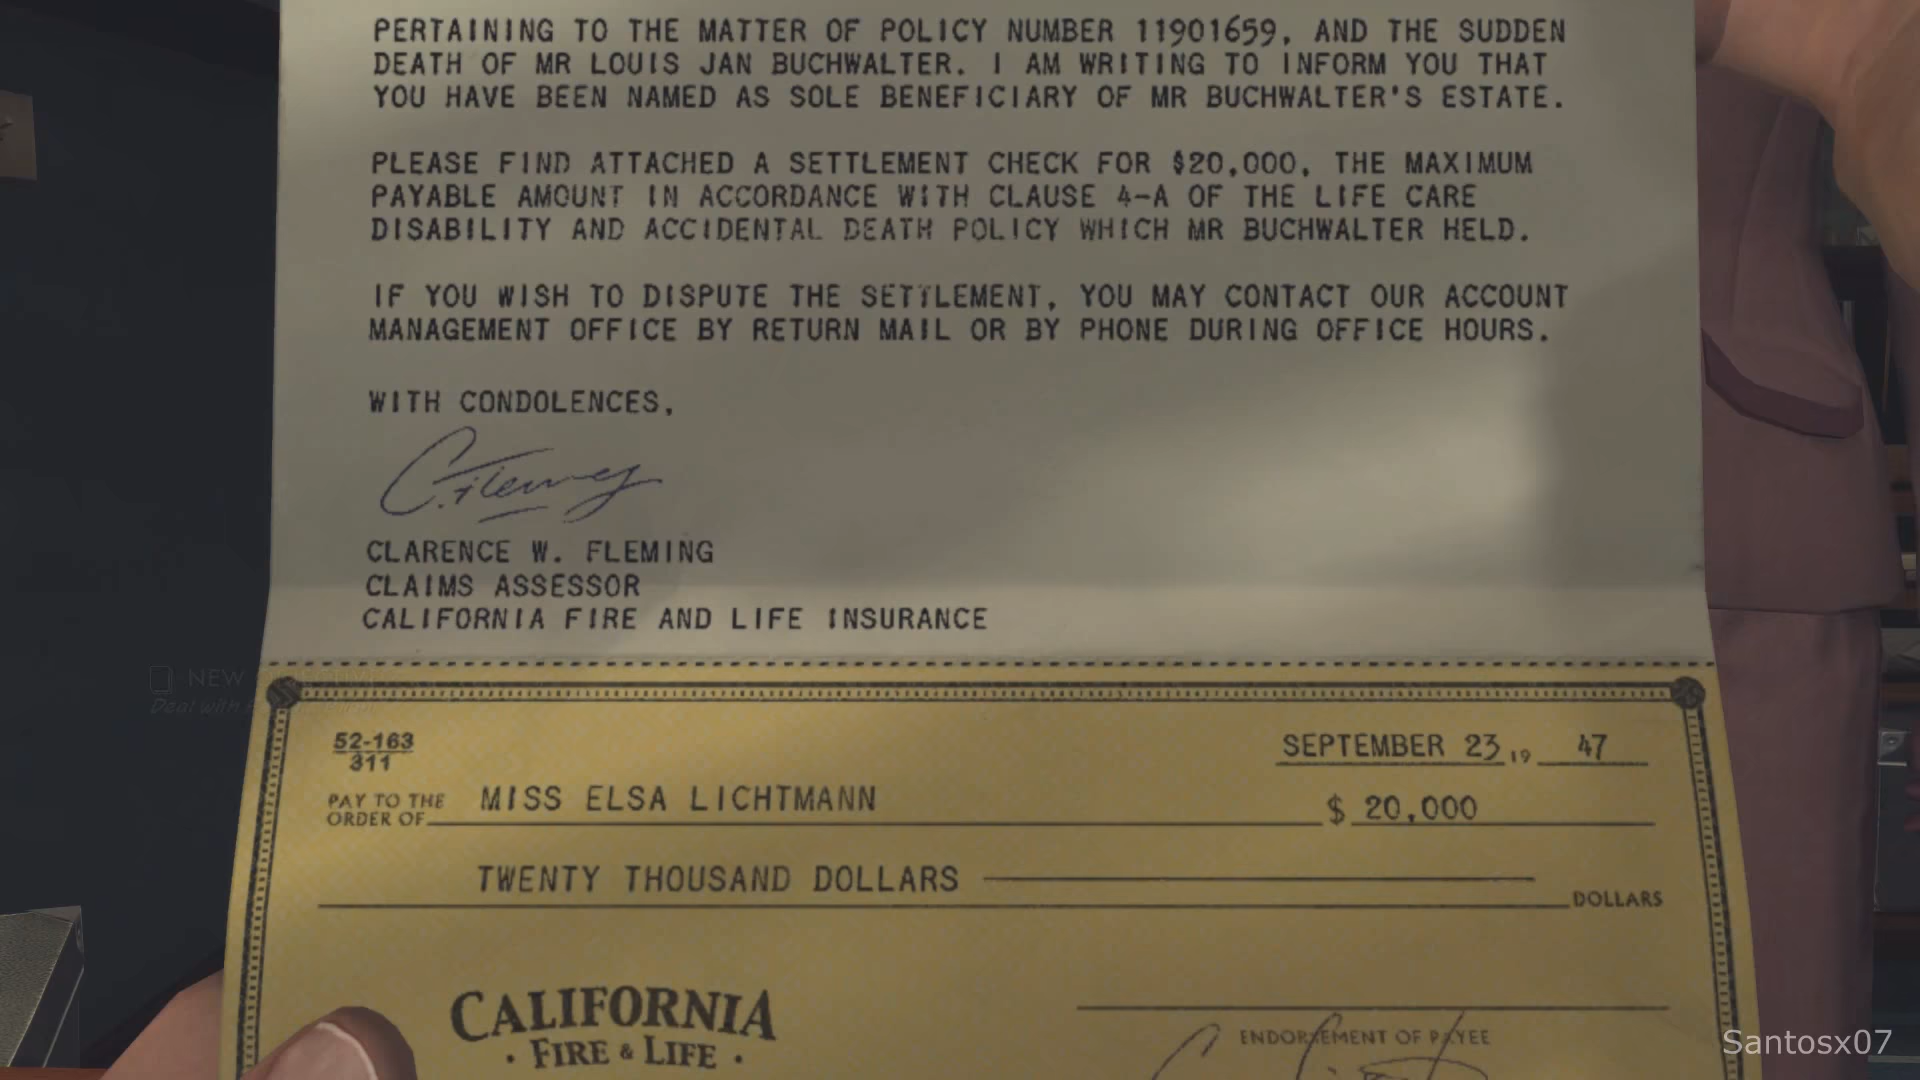 PERTAINING TO THE MATTER OF POLICY NUMBER 11901659, AND THE SUDDEN
DEATH OF MR LOUIS JAN BUCHWALTER. I AM WRITING TO INFORM YOU THAT
YOU HAVE BEEN NAMED AS SOLE BENEFICIARY OF MR BUCHWALTER'S ESTATE.
PLEASE FIND ATTACHED A SETTLEMENT CHECK FOR $20,000, THE MAXIMUM
PAYABLE AMOUNT IN ACCORDANCE WITH CLAUSE 4-A OF THE LIFE CARE
DISABILITY AND ACCIDENTAL DEATH POLICY WHICH MR BUCHWALTER HELD.
IF YOU WISH TO DISPUTE THE SETTLEMENT, YOU MAY CONTACT OUR ACCOUNT
MANAGEMENT OFFICE BY RETURN MAIL OR BY PHONE DURING OFFICE HOURS.
WITH CONDOLENCES,
C. Fleming
CLARENCE W. FLEMING
CLAIMS ASSESSOR
CALIFORNIA FIRE AND LIFE INSURANCE
NEW OBJECTIVE
Deal with
52-163
311
SEPTEMBER 23, 19 47
PAY TO THE
ORDER OF MISS ELSA LICHTMANN $ 20,000
TWENTY THOUSAND DOLLARS DOLLARS
CALIFORNIA
· FIRE & LIFE ·
ENDORSEMENT OF PAYEE
Santosx07